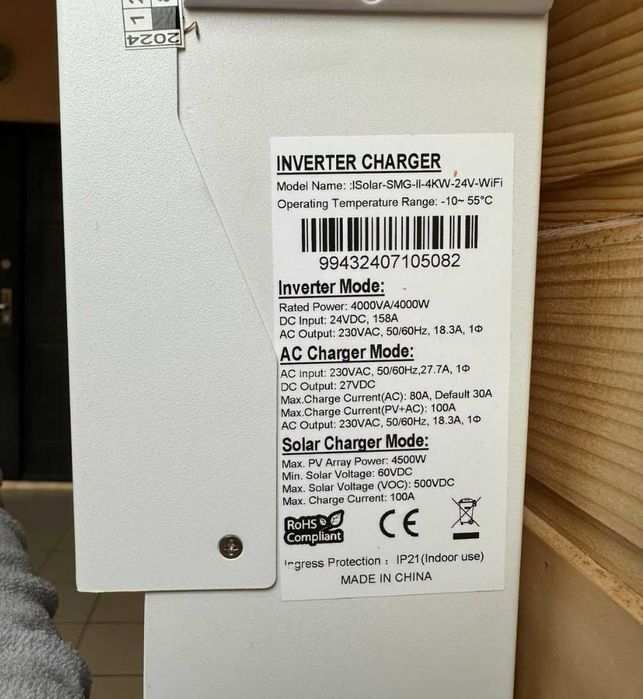 11
2024
INVERTER CHARGER
Model Name: :ISolar-SMG-II-4KW-24V-WiFi
Operating Temperature Range: -10~ 55°C
99432407105082
Inverter Mode:
Rated Power: 4000VA/4000W
DC Input: 24VDC, 158A
AC Output: 230VAC, 50/60Hz, 18.3A, 1Φ
AC Charger Mode:
AC input: 230VAC, 50/60Hz,27.7A, 1Φ
DC Output: 27VDC
Max.Charge Current(AC): 80A, Default 30A
Max.Charge Current(PV+AC): 100A
AC Output: 230VAC, 50/60Hz, 18.3A, 1Φ
Solar Charger Mode:
Max. PV Array Power: 4500W
Min. Solar Voltage: 60VDC
Max. Solar Voltage (VOC): 500VDC
Max. Charge Current: 100A
RoHS
Compliant
CE
Ingress Protection : IP21(Indoor use)
MADE IN CHINA